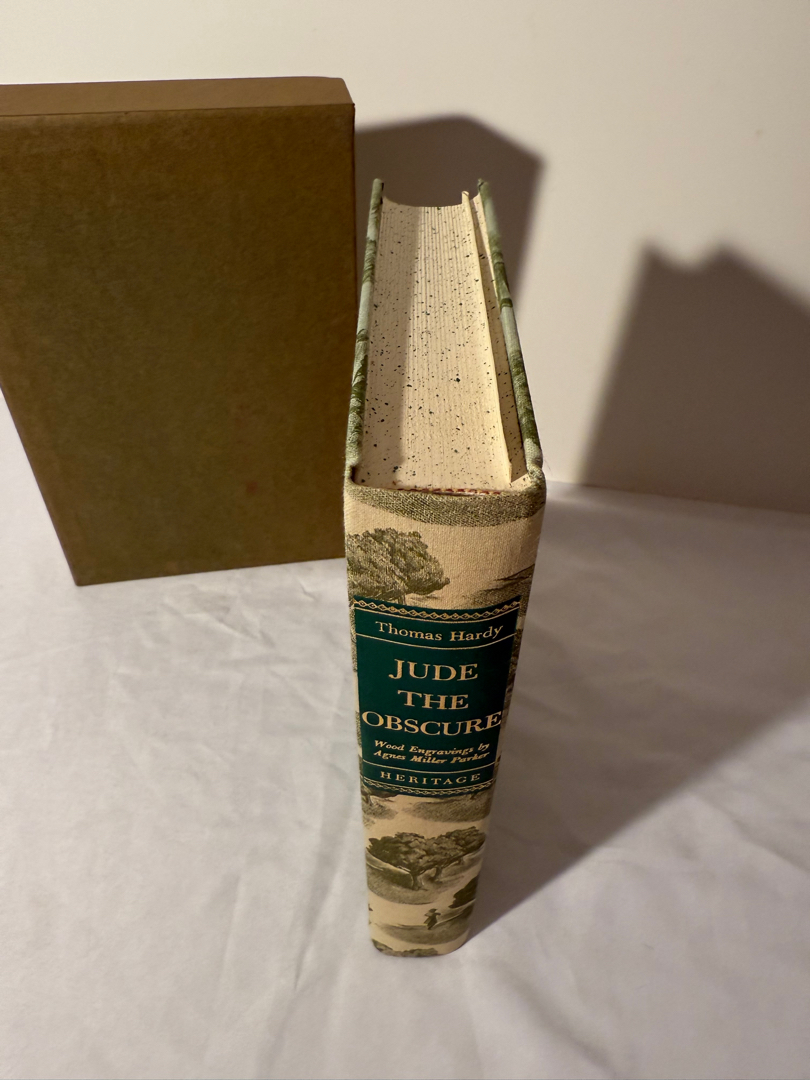 Thomas Hardy
JUDE
THE
OBSCURE
Wood Engravings by
Agnes Miller Parker
HERITAGE